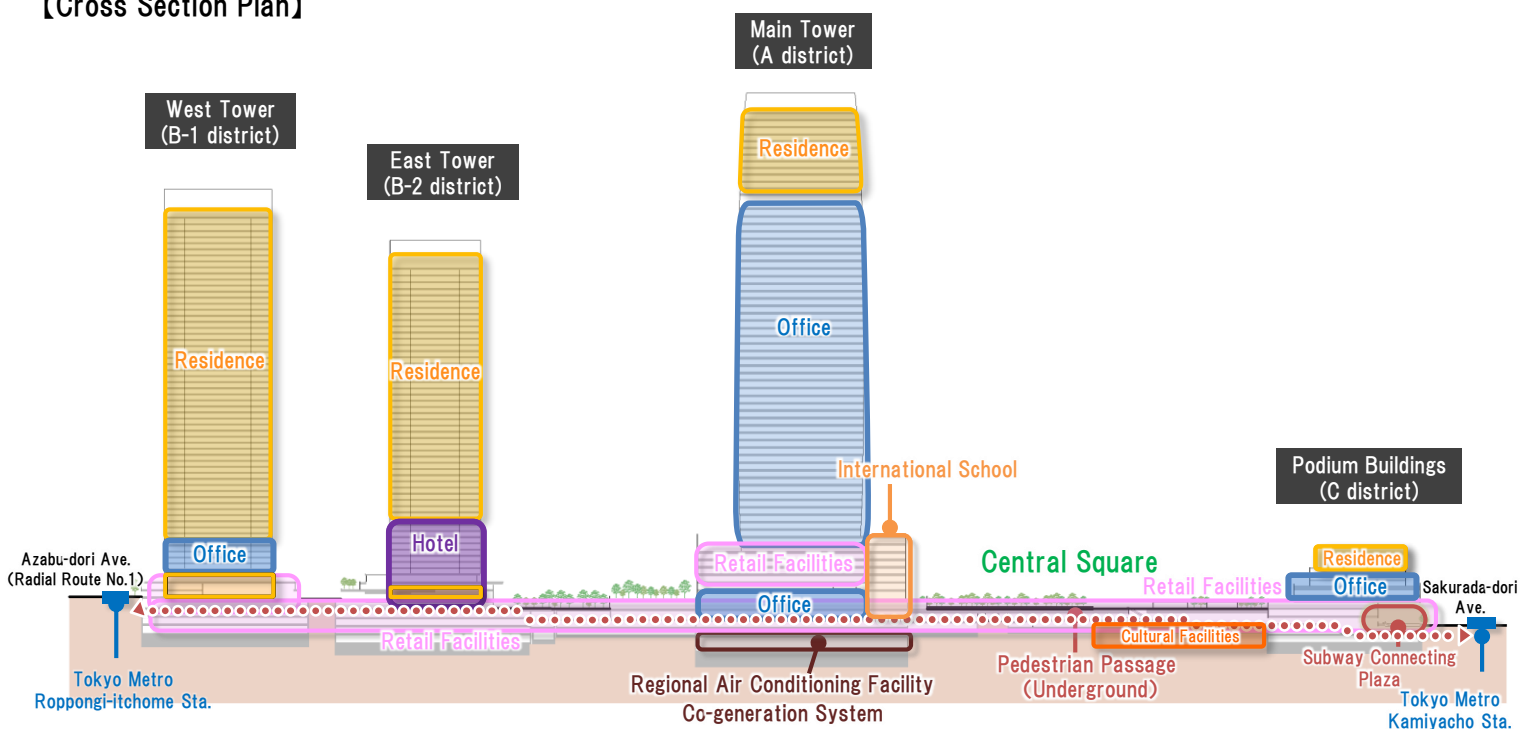 【Cross Section Plan】
Main Tower
(A district)
West Tower
(B-1 district)
East Tower
(B-2 district)
Residence
Office
Residence
Residence
International School
Podium Buildings
(C district)
Hotel
Office
Azabu-dori Ave.
(Radial Route No.1)
Retail Facilities
Central Square
Residence
Retail Facilities
Office
Sakurada-dori
Ave.
Office
Retail Facilities
Cultural Facilities
Pedestrian Passage
(Underground)
Subway Connecting
Plaza
Tokyo Metro
Roppongi-itchome Sta.
Regional Air Conditioning Facility
Co-generation System
Tokyo Metro
Kamiyacho Sta.